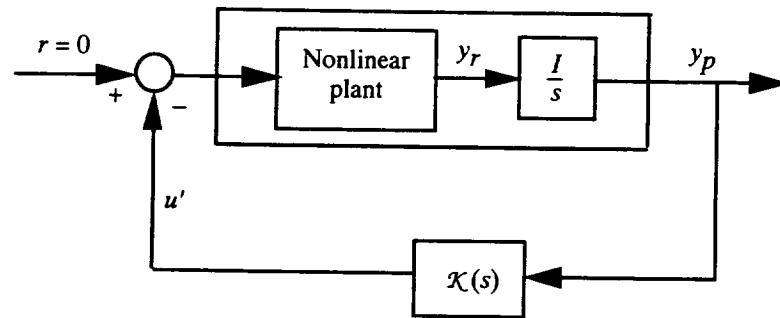 r = 0
+
−
Nonlinear
plant
y_r
I
s
y_p
u'
𝒦(s)